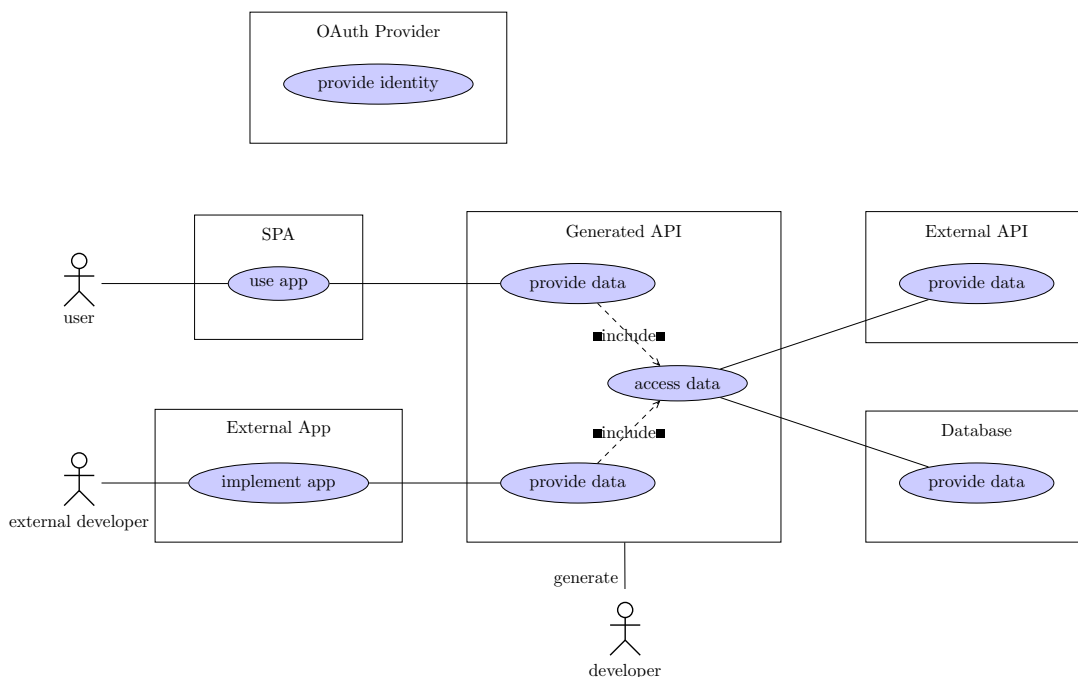 OAuth Provider
provide identity
SPA
use app
user
Generated API
provide data
■include■
access data
■include■
provide data
External API
provide data
External App
implement app
external developer
Database
provide data
generate
developer